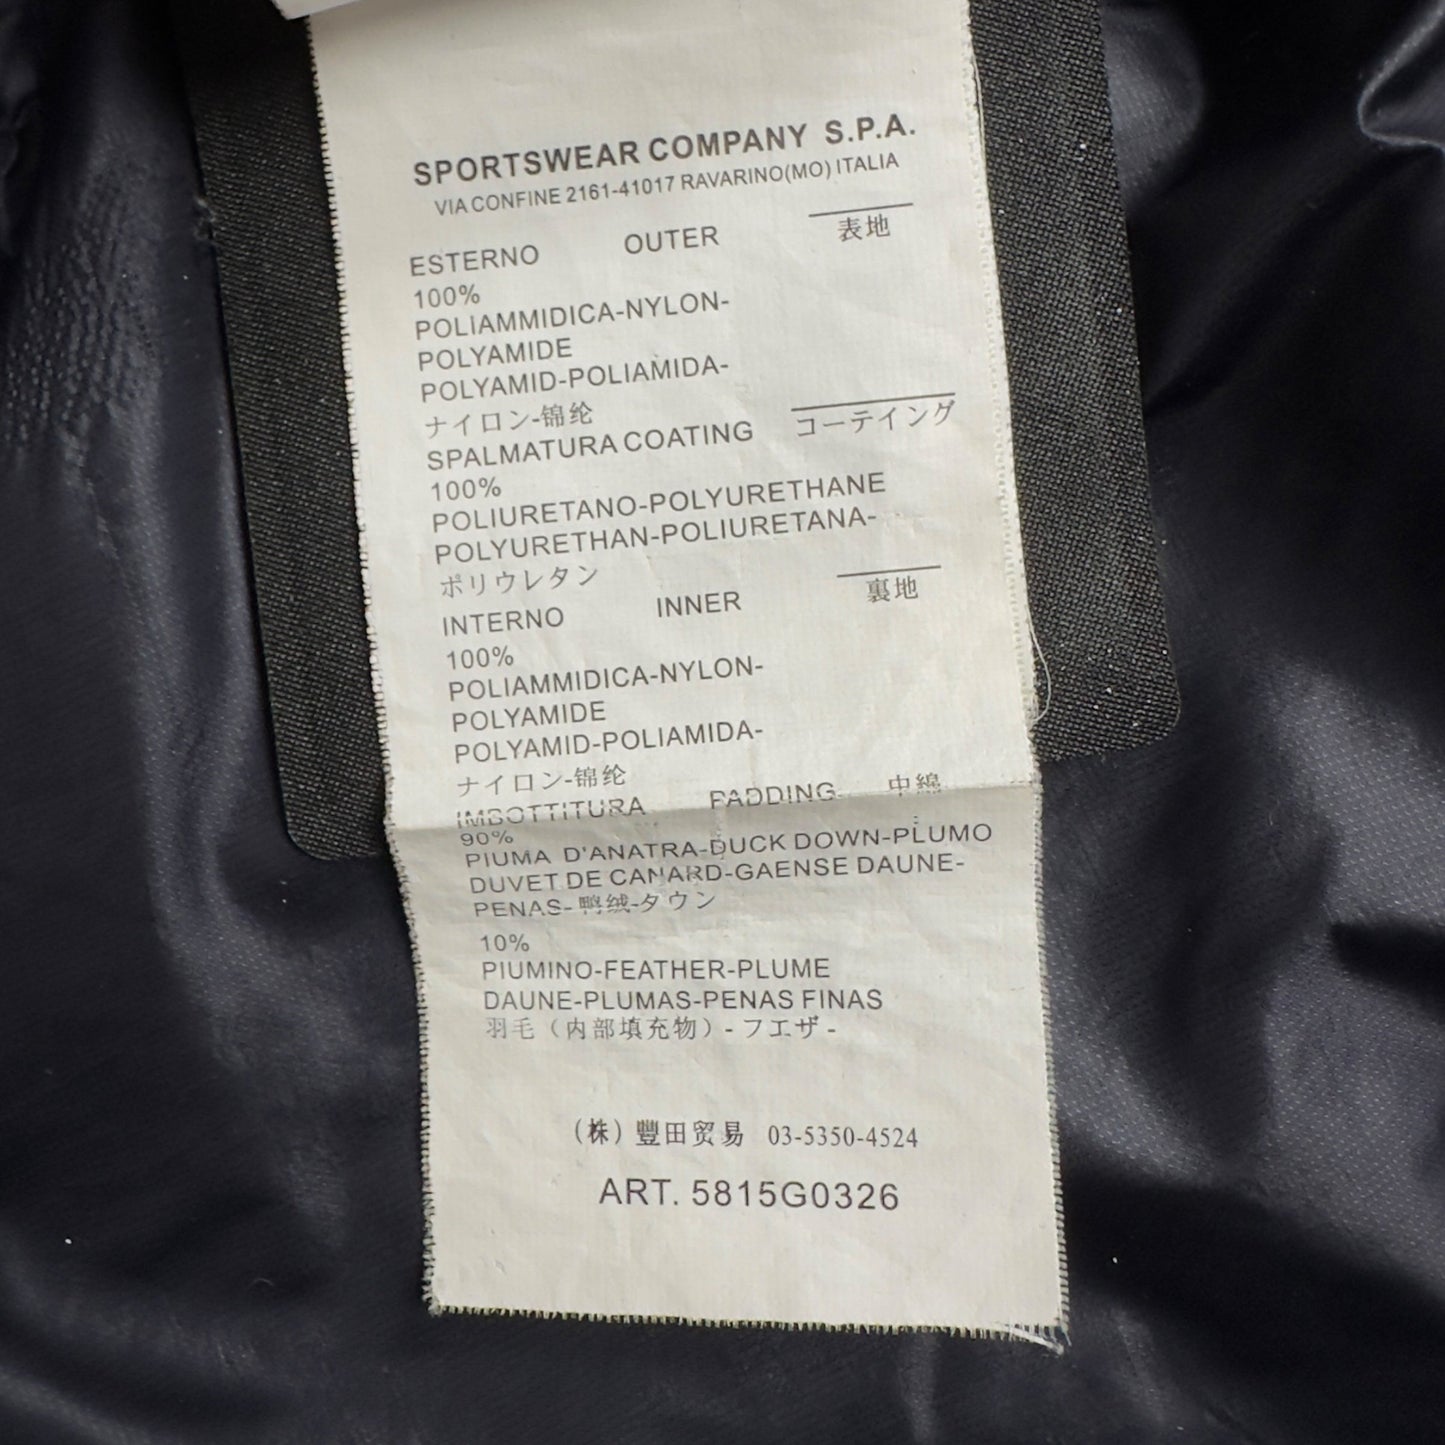 SPORTSWEAR COMPANY S.P.A.
VIA CONFINE 2161-41017 RAVARINO(MO) ITALIA
ESTERNO OUTER 表地
100%
POLIAMMIDICA-NYLON-
POLYAMIDE
POLYAMID-POLIAMIDA-
ナイロン-锦纶
SPALMATURA COATING コーテイング
100%
POLIURETANO-POLYURETHANE
POLYURETHAN-POLIURETANA-
ポリウレタン
INTERNO INNER 裏地
100%
POLIAMMIDICA-NYLON-
POLYAMIDE
POLYAMID-POLIAMIDA-
ナイロン-锦纶
IMBOTTITURA PADDING 中綿
90%
PIUMA D'ANATRA-DUCK DOWN-PLUMO
DUVET DE CANARD-GAENSE DAUNE-
PENAS-鸭绒-タウン
10%
PIUMINO-FEATHER-PLUME
DAUNE-PLUMAS-PENAS FINAS
羽毛（内部填充物）-フエザ-
（株）豐田贸易 03-5350-4524
ART. 5815G0326